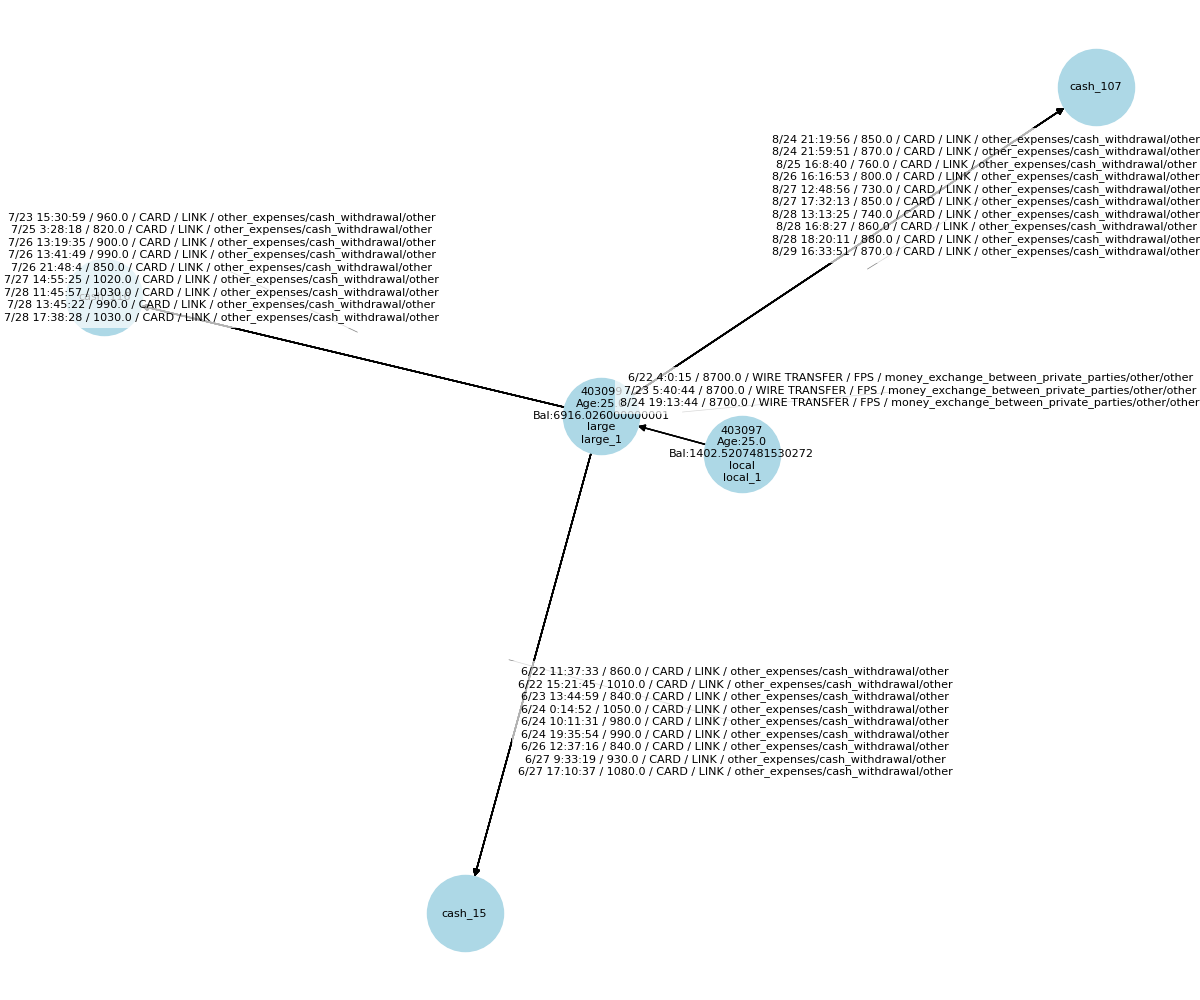 cash_107
8/24 21:19:56 / 850.0 / CARD / LINK / other_expenses/cash_withdrawal/other
8/24 21:59:51 / 870.0 / CARD / LINK / other_expenses/cash_withdrawal/other
8/25 16:8:40 / 760.0 / CARD / LINK / other_expenses/cash_withdrawal/other
8/26 16:16:53 / 800.0 / CARD / LINK / other_expenses/cash_withdrawal/other
8/27 12:48:56 / 730.0 / CARD / LINK / other_expenses/cash_withdrawal/other
8/27 17:32:13 / 850.0 / CARD / LINK / other_expenses/cash_withdrawal/other
8/28 13:13:25 / 740.0 / CARD / LINK / other_expenses/cash_withdrawal/other
8/28 16:8:27 / 860.0 / CARD / LINK / other_expenses/cash_withdrawal/other
8/28 18:20:11 / 880.0 / CARD / LINK / other_expenses/cash_withdrawal/other
8/29 16:33:51 / 870.0 / CARD / LINK / other_expenses/cash_withdrawal/other
7/23 15:30:59 / 960.0 / CARD / LINK / other_expenses/cash_withdrawal/other
7/25 3:28:18 / 820.0 / CARD / LINK / other_expenses/cash_withdrawal/other
7/26 13:19:35 / 900.0 / CARD / LINK / other_expenses/cash_withdrawal/other
7/26 13:41:49 / 990.0 / CARD / LINK / other_expenses/cash_withdrawal/other
7/26 21:48:4 / 850.0 / CARD / LINK / other_expenses/cash_withdrawal/other
7/27 14:55:25 / 1020.0 / CARD / LINK / other_expenses/cash_withdrawal/other
7/28 11:45:57 / 1030.0 / CARD / LINK / other_expenses/cash_withdrawal/other
7/28 13:45:22 / 990.0 / CARD / LINK / other_expenses/cash_withdrawal/other
7/28 17:38:28 / 1030.0 / CARD / LINK / other_expenses/cash_withdrawal/other
6/22 4:0:15 / 8700.0 / WIRE TRANSFER / FPS / money_exchange_between_private_parties/other/other
7/23 5:40:44 / 8700.0 / WIRE TRANSFER / FPS / money_exchange_between_private_parties/other/other
8/24 19:13:44 / 8700.0 / WIRE TRANSFER / FPS / money_exchange_between_private_parties/other/other
Bal:6916.026000000001
large
large_1
403097
Age:25.0
Bal:1402.5207481530272
local
local_1
6/22 11:37:33 / 860.0 / CARD / LINK / other_expenses/cash_withdrawal/other
6/22 15:21:45 / 1010.0 / CARD / LINK / other_expenses/cash_withdrawal/other
6/23 13:44:59 / 840.0 / CARD / LINK / other_expenses/cash_withdrawal/other
6/24 0:14:52 / 1050.0 / CARD / LINK / other_expenses/cash_withdrawal/other
6/24 10:11:31 / 980.0 / CARD / LINK / other_expenses/cash_withdrawal/other
6/24 19:35:54 / 990.0 / CARD / LINK / other_expenses/cash_withdrawal/other
6/26 12:37:16 / 840.0 / CARD / LINK / other_expenses/cash_withdrawal/other
6/27 9:33:19 / 930.0 / CARD / LINK / other_expenses/cash_withdrawal/other
6/27 17:10:37 / 1080.0 / CARD / LINK / other_expenses/cash_withdrawal/other
cash_15